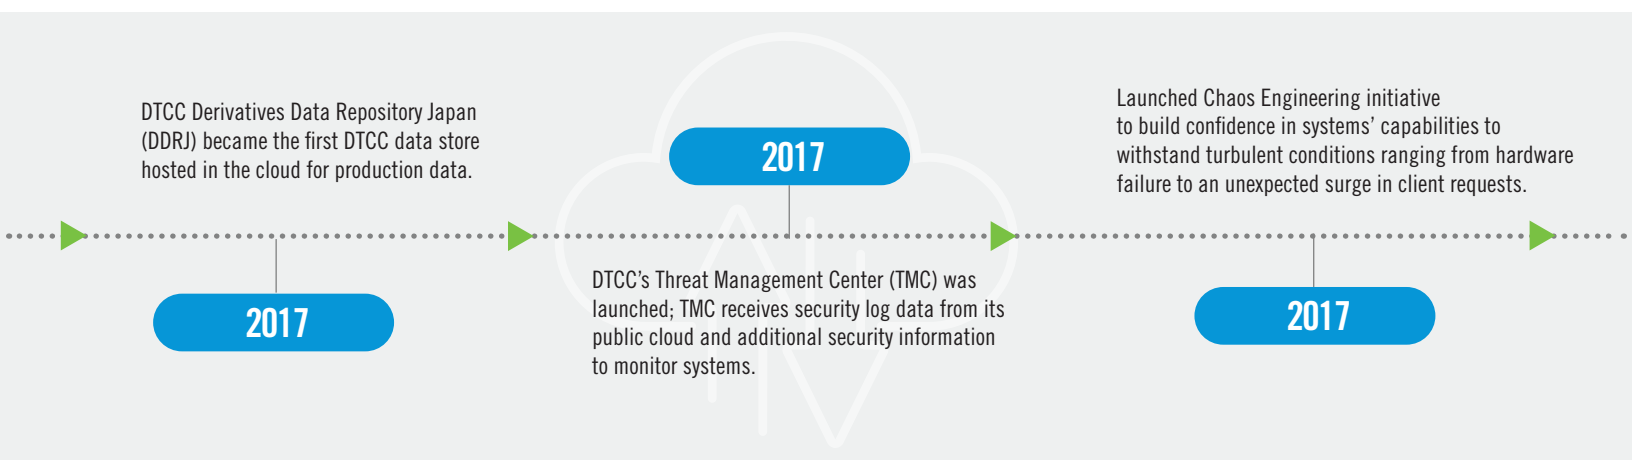 DTCC Derivatives Data Repository Japan
(DDRJ) became the first DTCC data store
hosted in the cloud for production data.
2017
2017
DTCC’s Threat Management Center (TMC) was
launched; TMC receives security log data from its
public cloud and additional security information
to monitor systems.
Launched Chaos Engineering initiative
to build confidence in systems’ capabilities to
withstand turbulent conditions ranging from hardware
failure to an unexpected surge in client requests.
2017